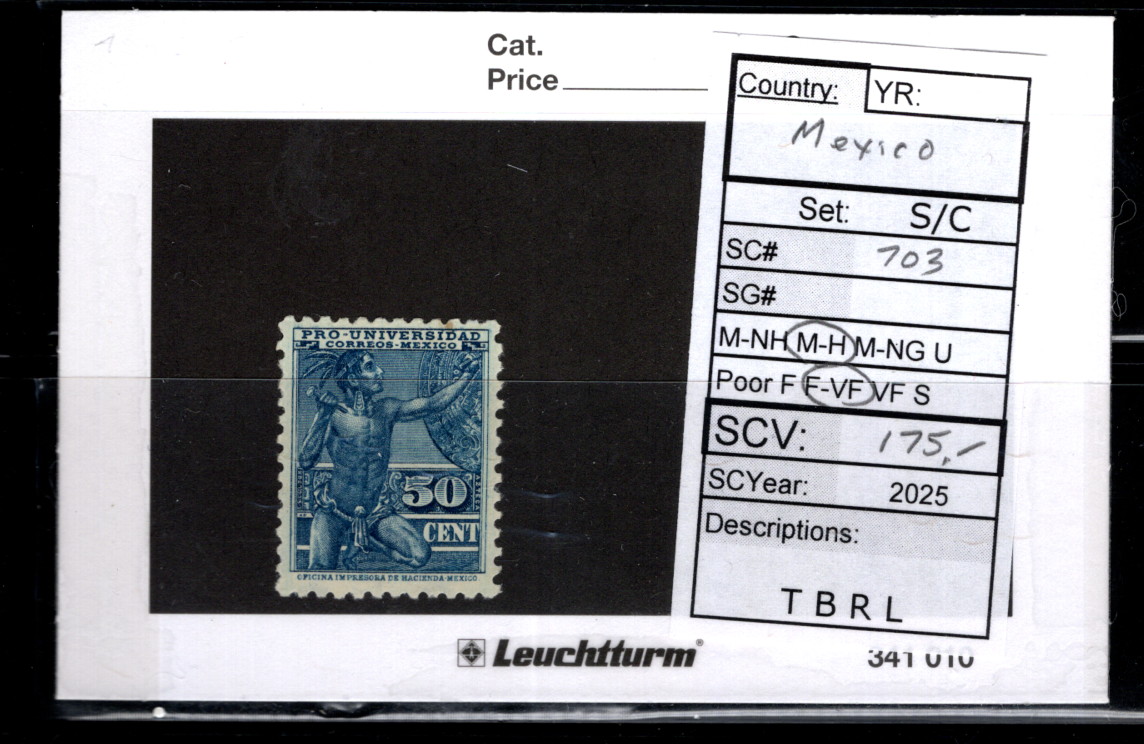 Cat.
Price
Country: YR:
Mexico
Set: S/C
SC# 703
SG#
M-NH M-H M-NG U
Poor F F-VF VF S
SCV: 175,-
SCYear: 2025
Descriptions:
T B R L
PRO-UNIVERSIDAD
CORREOS-MEXICO
50
CENT
OFICINA IMPRESORA DE HACIENDA-MEXICO
Leuchtturm®
341 010